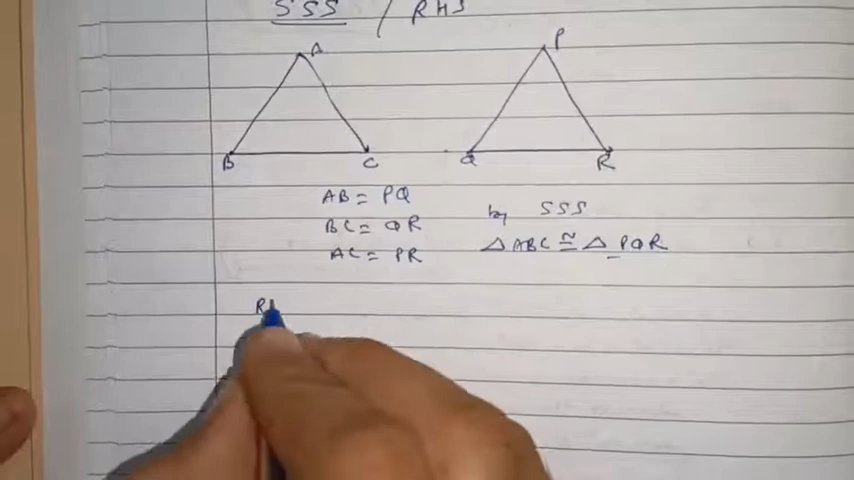 SSS / RHS
A P
B C Q R
AB = PQ
BC = QR by SSS
AC = PR △ ABC ≅ △ PQR
R